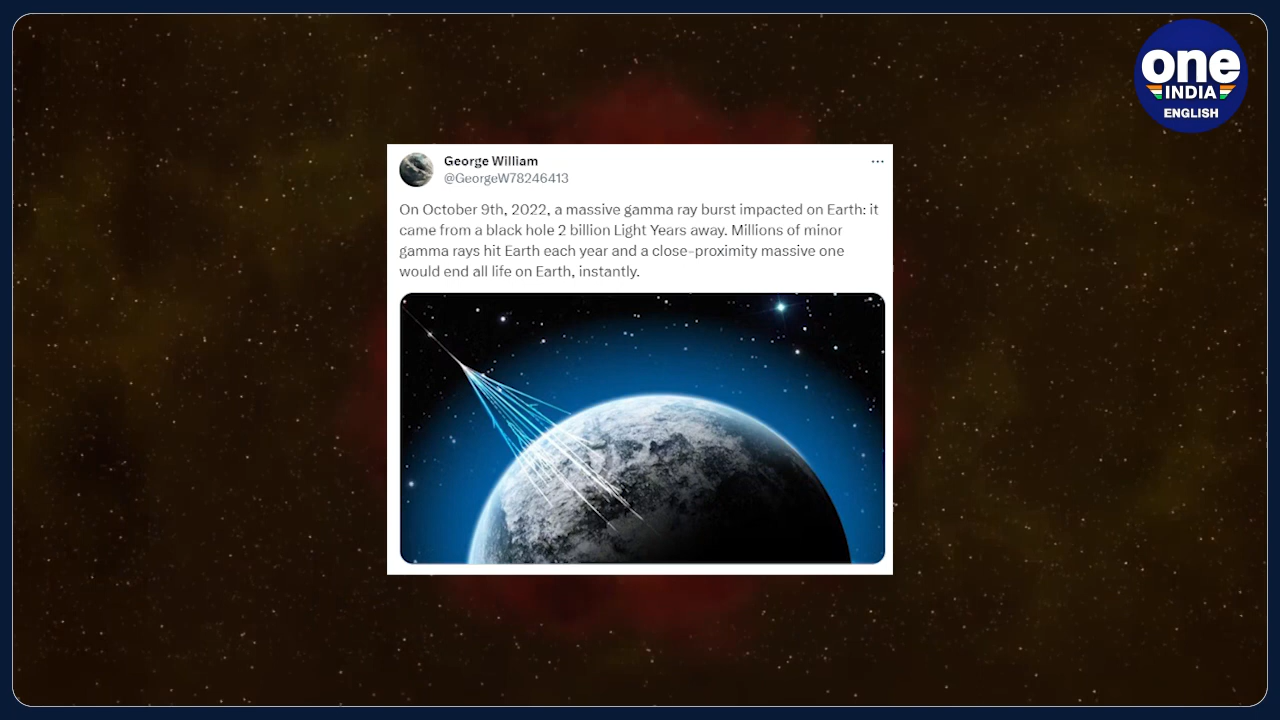 one
INDIA
ENGLISH
George William
@GeorgeW78246413
On October 9th, 2022, a massive gamma ray burst impacted on Earth: it
came from a black hole 2 billion Light Years away. Millions of minor
gamma rays hit Earth each year and a close-proximity massive one
would end all life on Earth, instantly.